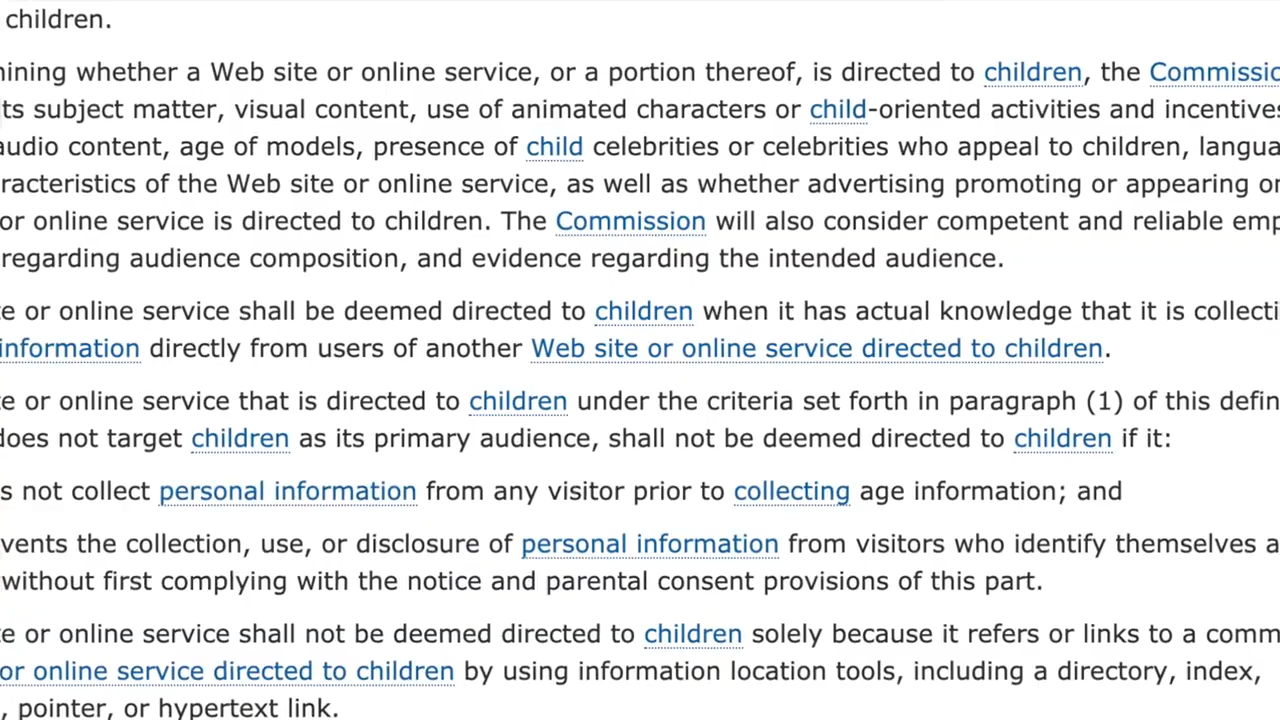 children.
ining whether a Web site or online service, or a portion thereof, is directed to children, the Commissio
ts subject matter, visual content, use of animated characters or child-oriented activities and incentives
audio content, age of models, presence of child celebrities or celebrities who appeal to children, langua
racteristics of the Web site or online service, as well as whether advertising promoting or appearing on
or online service is directed to children. The Commission will also consider competent and reliable emp
regarding audience composition, and evidence regarding the intended audience.
te or online service shall be deemed directed to children when it has actual knowledge that it is collecti
information directly from users of another Web site or online service directed to children.
te or online service that is directed to children under the criteria set forth in paragraph (1) of this defin
does not target children as its primary audience, shall not be deemed directed to children if it:
s not collect personal information from any visitor prior to collecting age information; and
vents the collection, use, or disclosure of personal information from visitors who identify themselves a
without first complying with the notice and parental consent provisions of this part.
te or online service shall not be deemed directed to children solely because it refers or links to a comm
or online service directed to children by using information location tools, including a directory, index,
, pointer, or hypertext link.